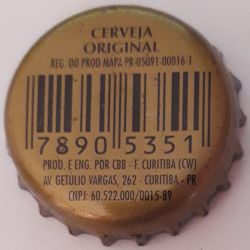 CERVEJA
ORIGINAL
REG. DO PROD MAPA PR 05091 00016-1
7890 5351
PROD. E ENG. POR CBB - F. CURITIBA (CW)
AV. GETÚLIO VARGAS, 262 - CURITIBA - PR
CNPJ: 60.522.000/0015-89